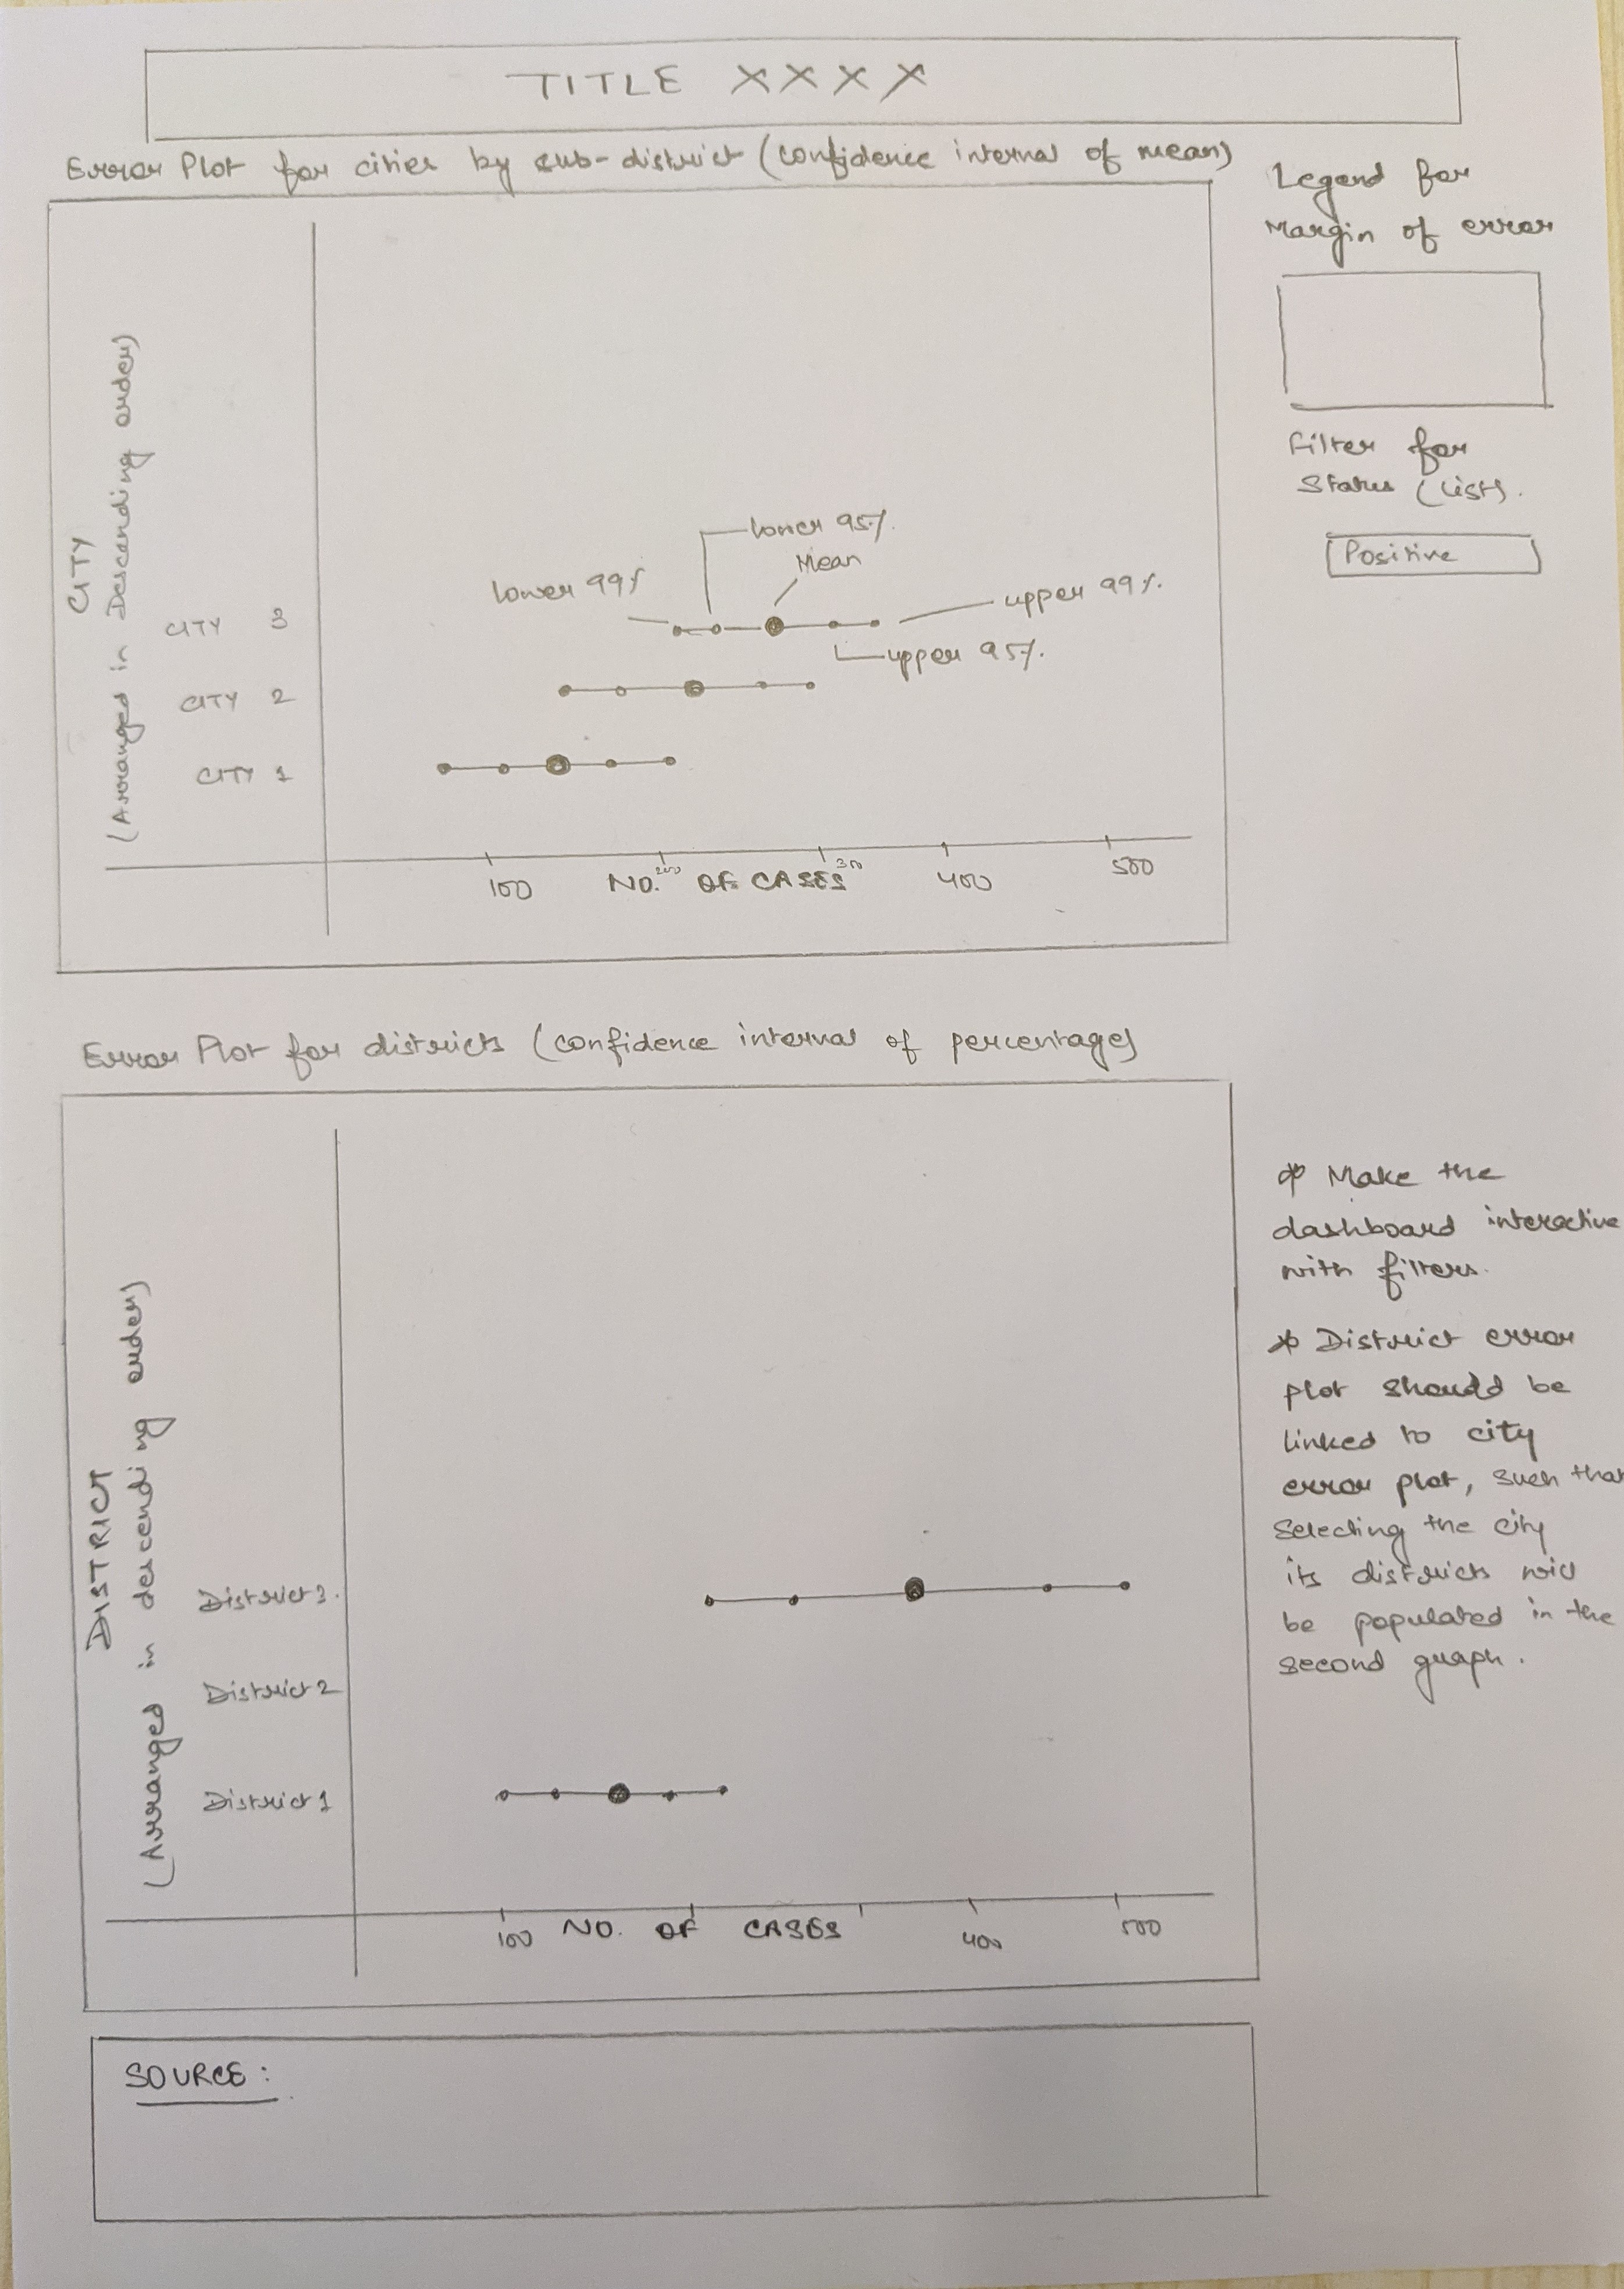 TITLE XXXX
Error Plot for cities by sub-district (confidence interval of mean)
Legend for
Margin of error
Filter for
Status (list).
Positive
CITY
(Arranged in Descending order)
lower 95%.
Mean
lower 99%
upper 99%.
upper 95%.
CITY 3
CITY 2
CITY 1
100
200
300
400
500
NO. OF CASES
Error Plot for districts (confidence interval of percentage)
DISTRICT
(Arranged in descending order)
District 3.
District 2
District 1
100
400
500
NO. OF CASES
* Make the
dashboard interactive
with filters.
* District error
plot should be
linked to city
error plot, such that
selecting the city
its districts will
be populated in the
second graph.
SOURCE: